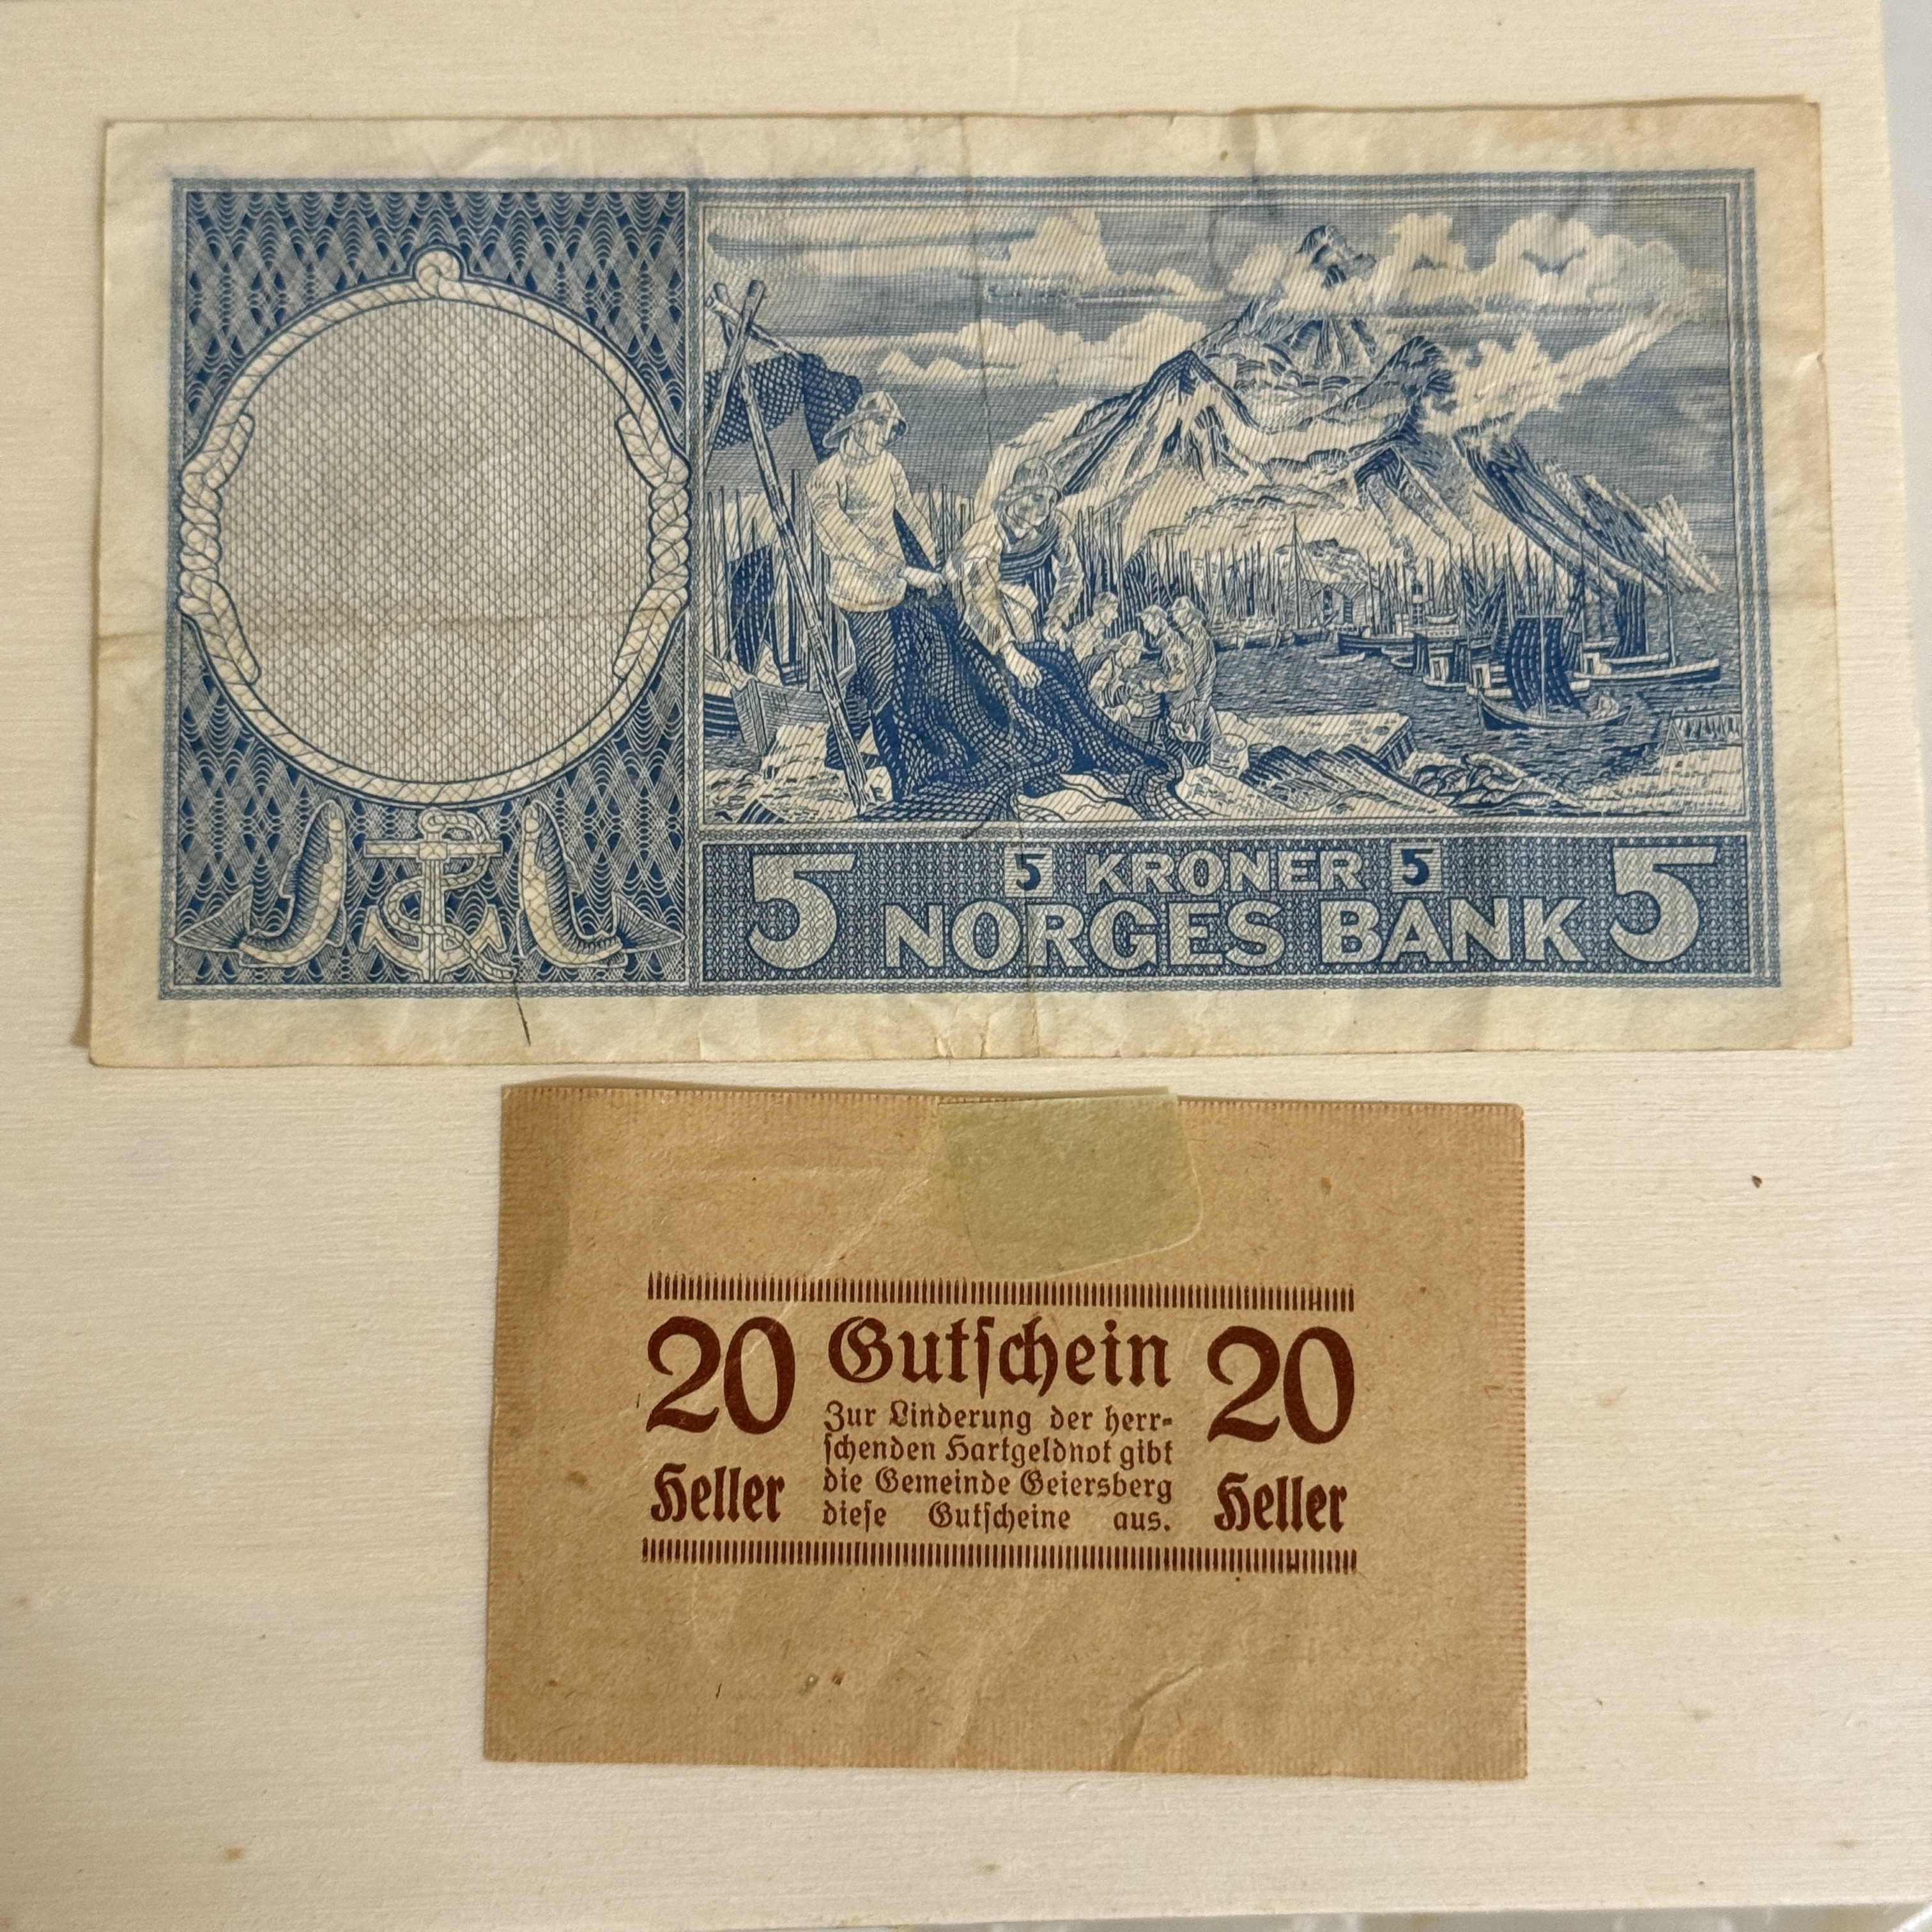 5 5 KRONER 5 5
NORGES BANK
20 Gutschein 20
Zur Linderung der herr-
schenden Hartgeldnot gibt
die Gemeinde Geiersberg
diese Gutscheine aus.
Heller Heller